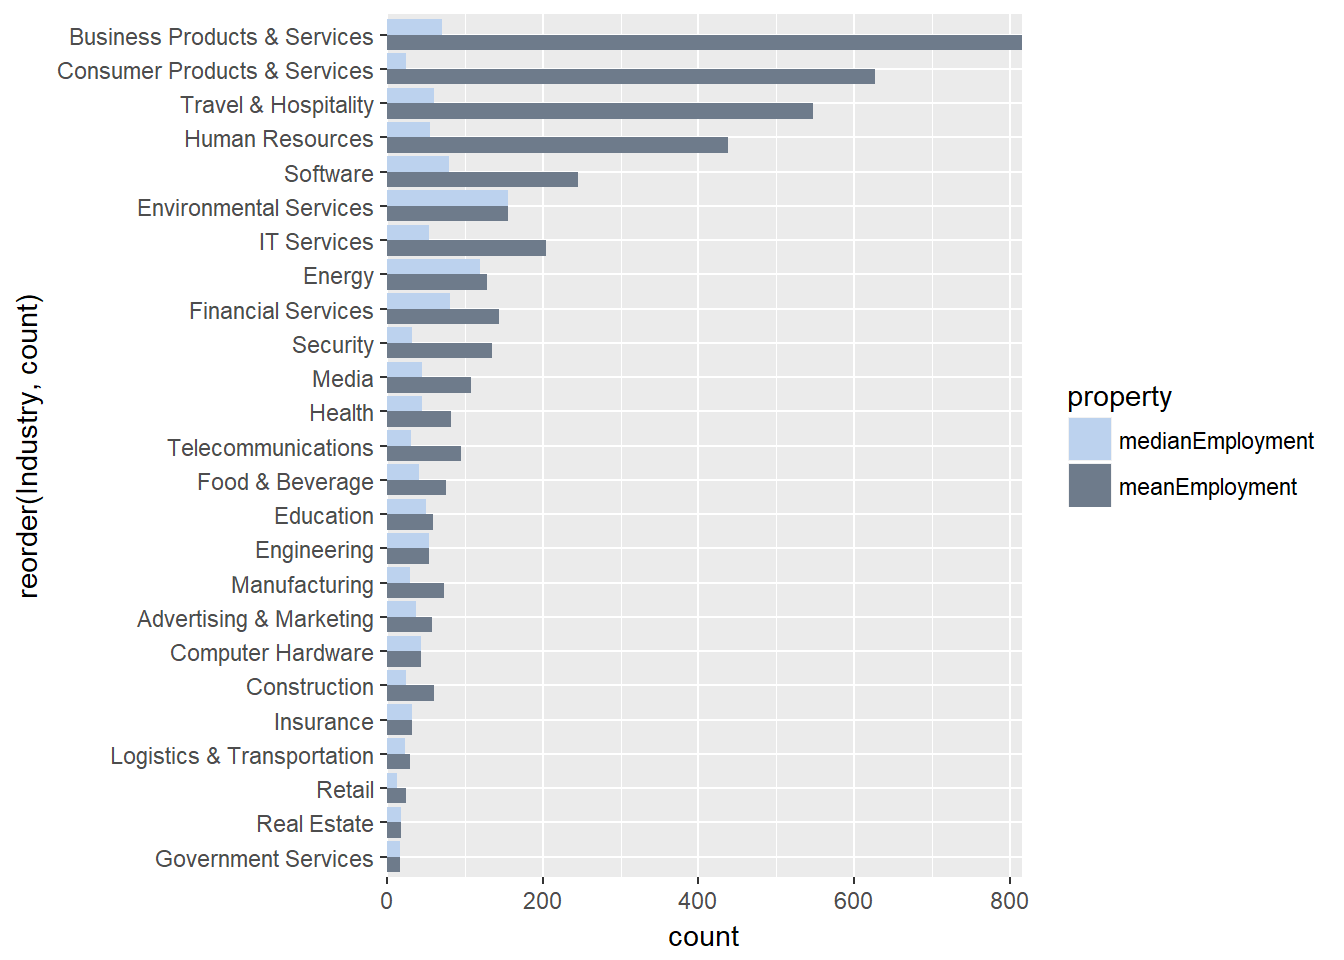 Business Products & Services
Consumer Products & Services
Travel & Hospitality
Human Resources
Software
Environmental Services
IT Services
Energy
Financial Services
Security
Media
Health
Telecommunications
Food & Beverage
Education
Engineering
Manufacturing
Advertising & Marketing
Computer Hardware
Construction
Insurance
Logistics & Transportation
Retail
Real Estate
Government Services
reorder(Industry, count)
0 200 400 600 800
count
property
medianEmployment
meanEmployment